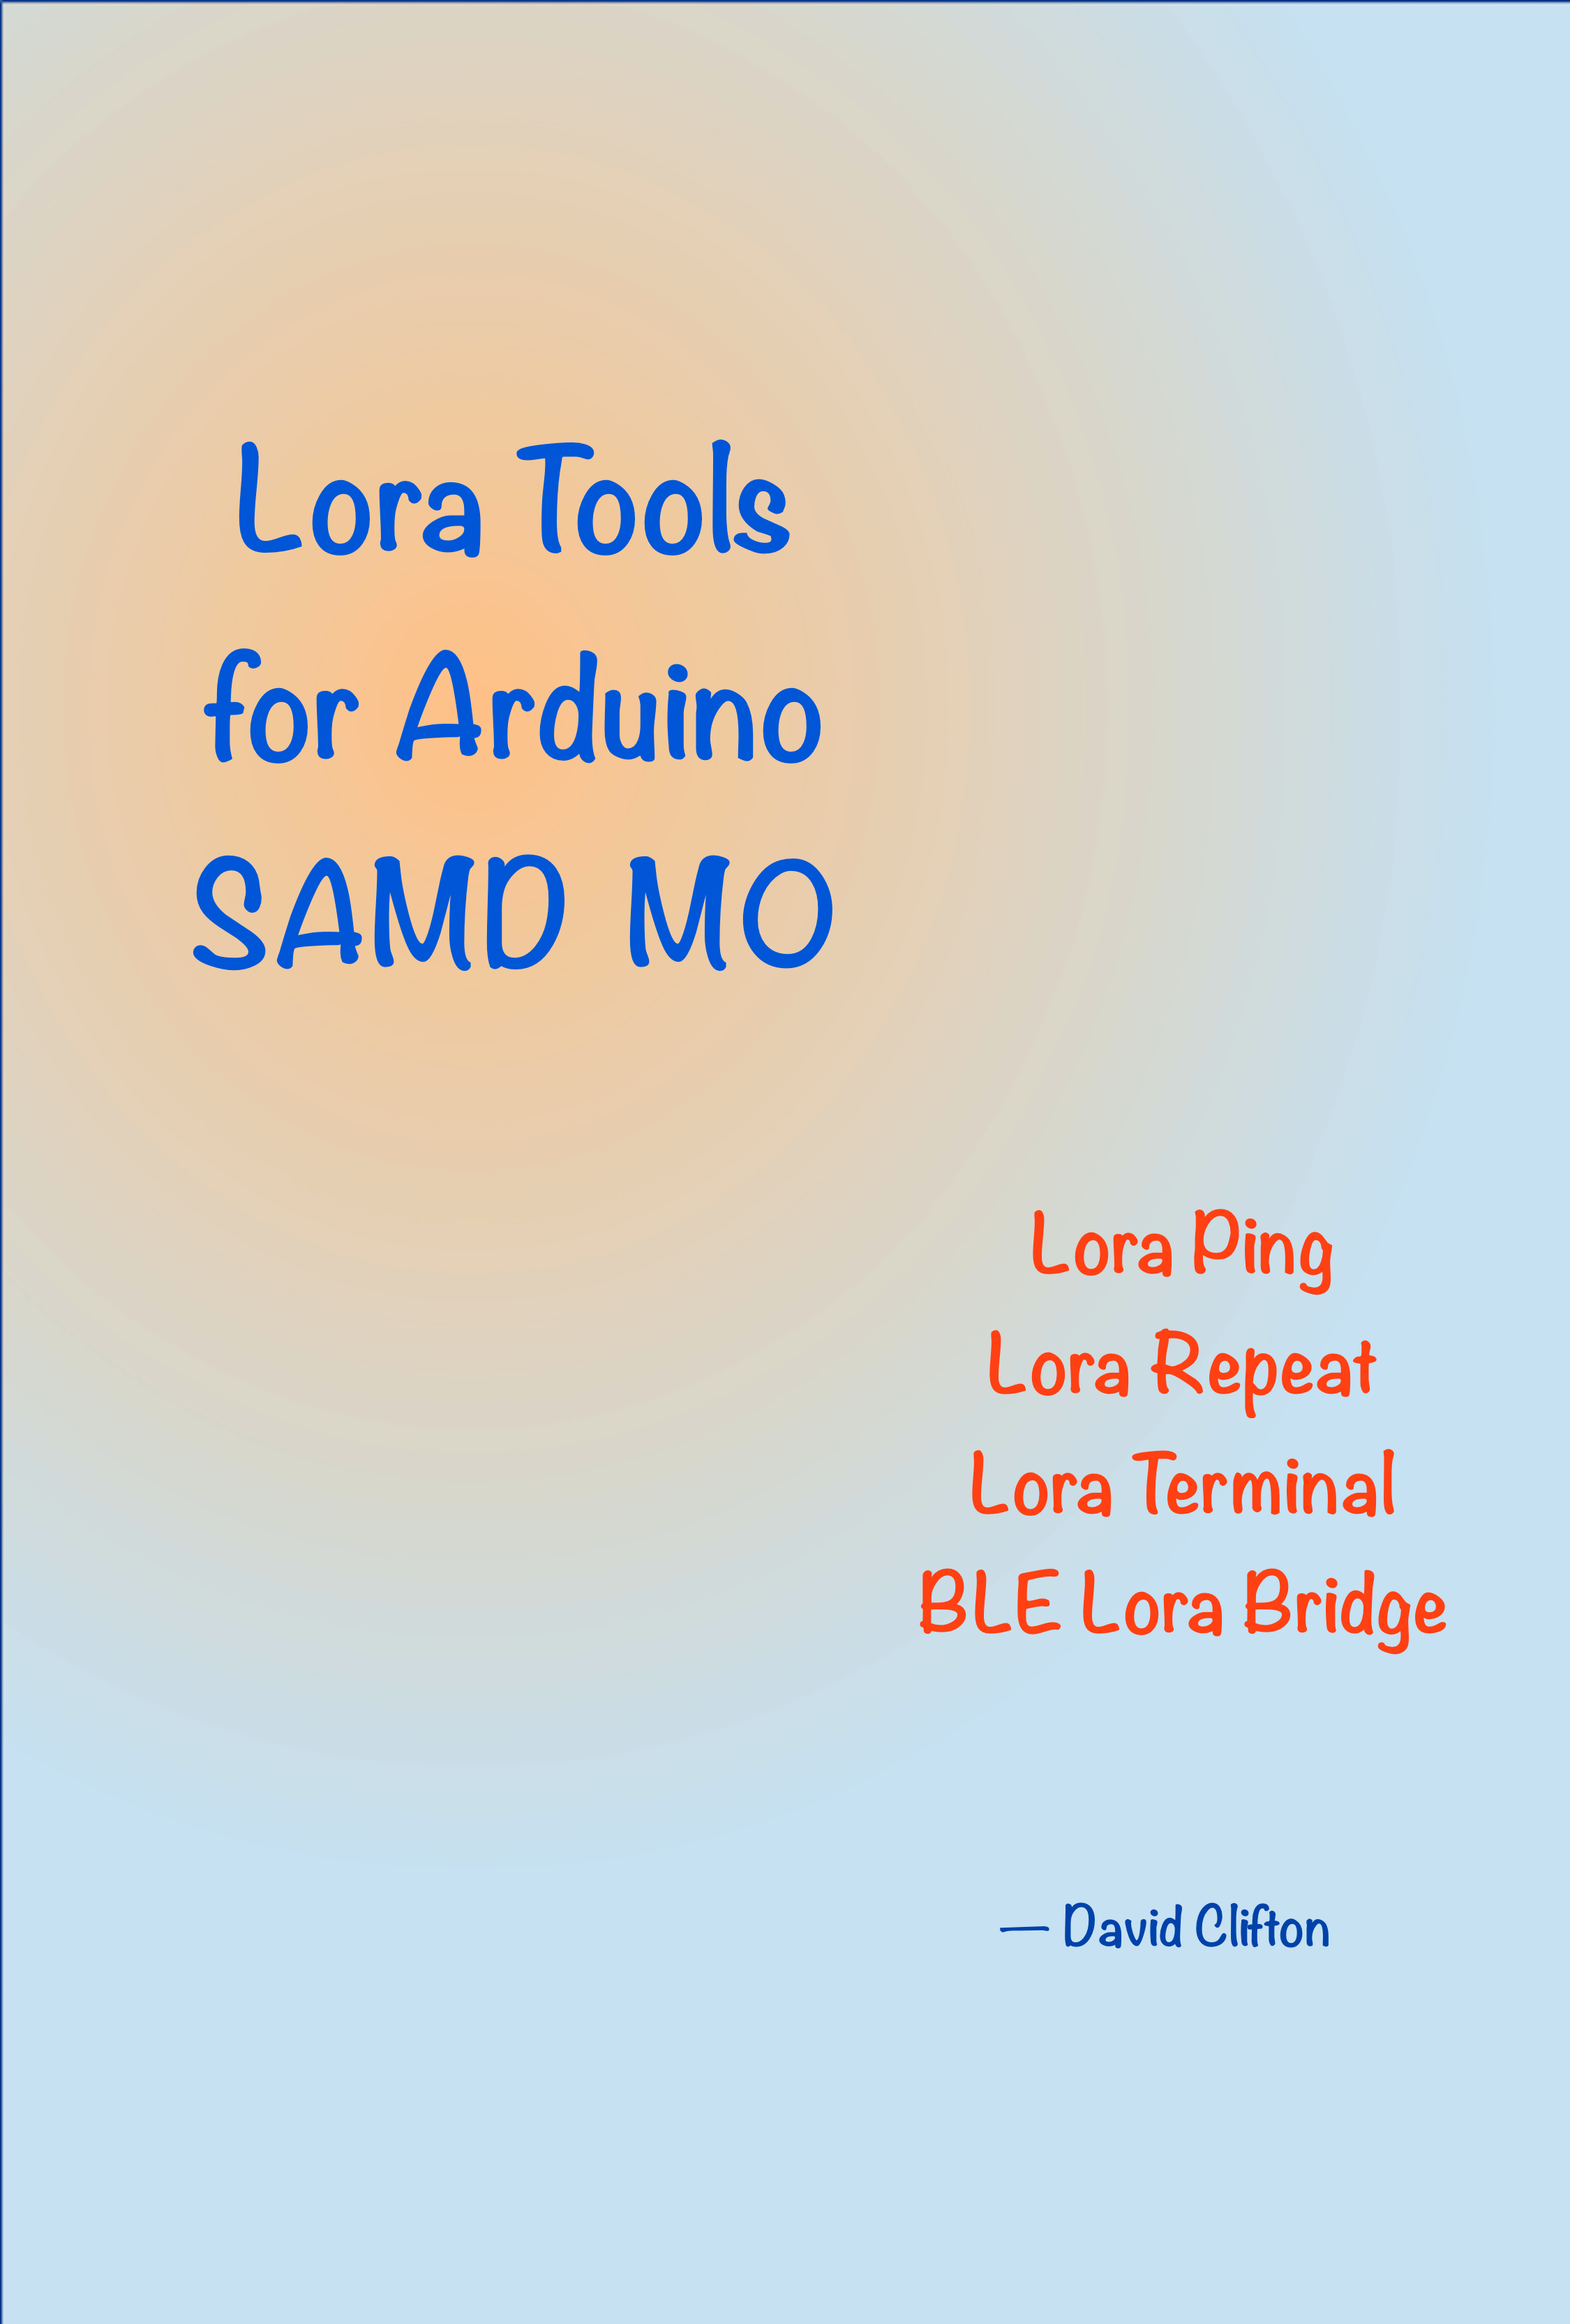 Lora Tools
for Arduino
SAMD MO
Lora Ping
Lora Repeat
Lora Terminal
BLE Lora Bridge
— David Clifton